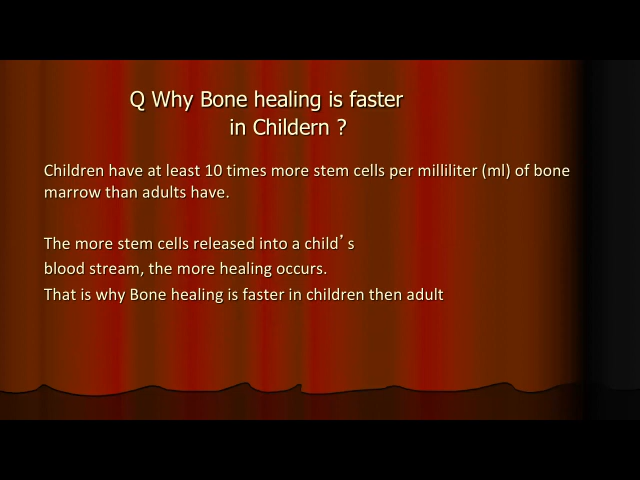 Q Why Bone healing is faster
in Childern ?
Children have at least 10 times more stem cells per milliliter (ml) of bone
marrow than adults have.
The more stem cells released into a child’s
blood stream, the more healing occurs.
That is why Bone healing is faster in children then adult